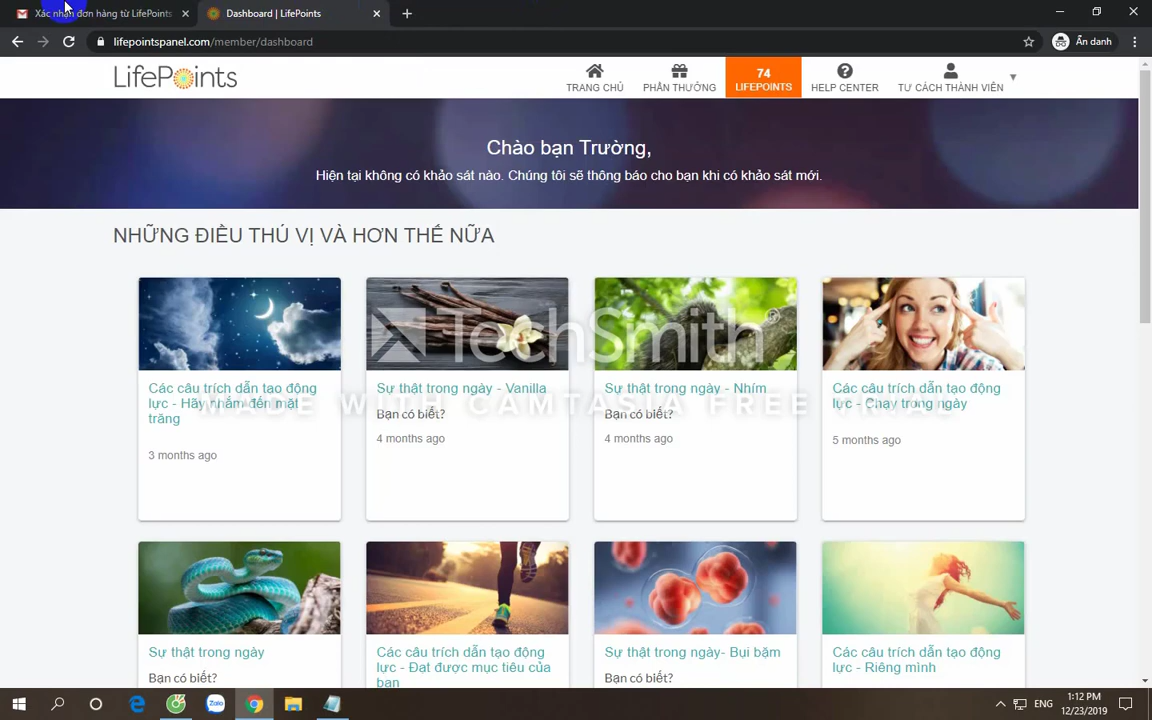 Xác nhận đơn hàng từ LifePoints
Dashboard | LifePoints
lifepointspanel.com/member/dashboard
Ẩn danh
LifePoints
TRANG CHỦ
PHẦN THƯỞNG
74
LIFEPOINTS
HELP CENTER
TƯ CÁCH THÀNH VIÊN
Chào bạn Trường,
Hiện tại không có khảo sát nào. Chúng tôi sẽ thông báo cho bạn khi có khảo sát mới.
NHỮNG ĐIỀU THÚ VỊ VÀ HƠN THẾ NỮA
TechSmith®
MADE WITH CAMTASIA FREE TRIAL
Các câu trích dẫn tạo động
lực - Hãy nhắm đến mặt
trăng
3 months ago
Sự thật trong ngày - Vanilla
Bạn có biết?
4 months ago
Sự thật trong ngày - Nhím
Bạn có biết?
4 months ago
Các câu trích dẫn tạo động
lực - Chạy trong ngày
5 months ago
Sự thật trong ngày
Bạn có biết?
Các câu trích dẫn tạo động
lực - Đạt được mục tiêu của
bạn
Sự thật trong ngày- Bụi bặm
Bạn có biết?
Các câu trích dẫn tạo động
lực - Riêng mình
Zalo
ENG
1:12 PM
12/23/2019